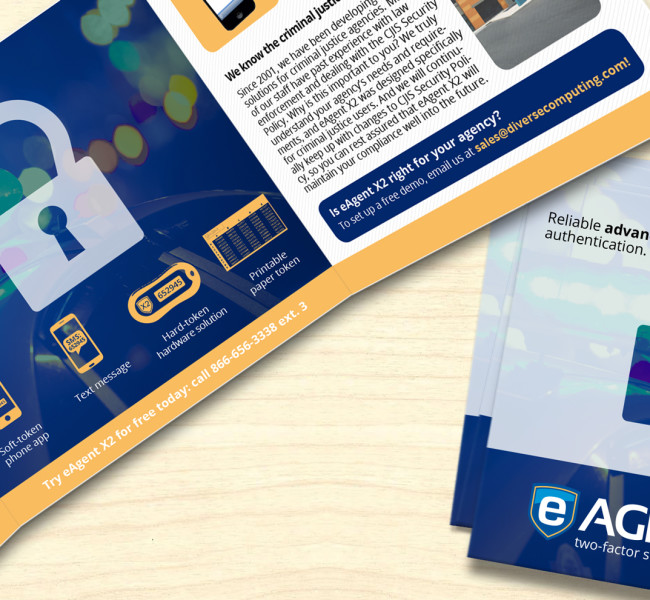 We know the criminal
Since 2001, we have been developing
solutions for criminal justice agencies.
of our staff have past experience with law
enforcement and dealing with the CJIS Security
Policy. Why is this important to you? We truly
understand your agency's needs and require-
ments, and eAgent X2 was designed specifically
for criminal justice users. And we will continu-
ally keep up with changes to CJIS Security Poli-
cy, so you can rest assured that eAgent X2 will
maintain your compliance well into the future.
Is eAgent X2 right for your agency?
To set up a free demo, email us at sales@diversecomputing.com!
Printable
paper token
X2 652945
Hard-token
hardware solution
SMS
Text message
Soft-token
phone app
Try eAgent X2 for free today: call 866-656-3338 ext. 3
Reliable advan
authentication.
e AG
two-factor s